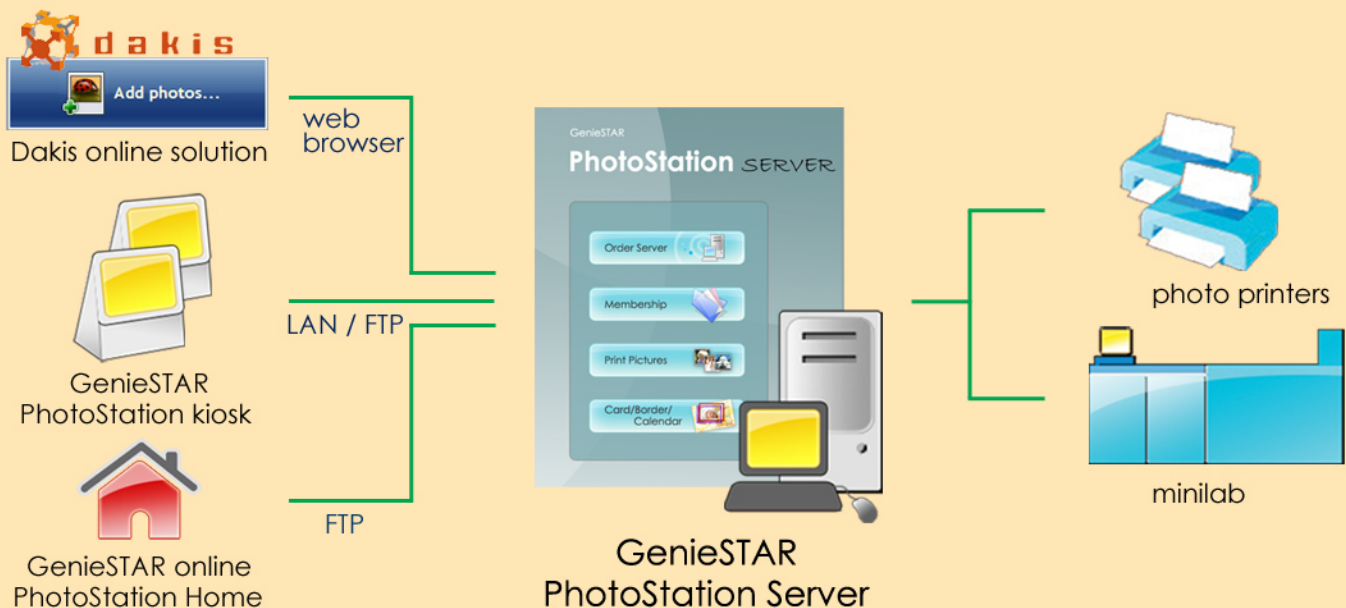 dakis
Add photos...
Dakis online solution
web
browser
GenieSTAR
PhotoStation kiosk
LAN / FTP
GenieSTAR online
PhotoStation Home
FTP
GenieSTAR
PhotoStation SERVER
Order Server
Membership
Print Pictures
Card/Border/
Calendar
GenieSTAR
PhotoStation Server
photo printers
minilab